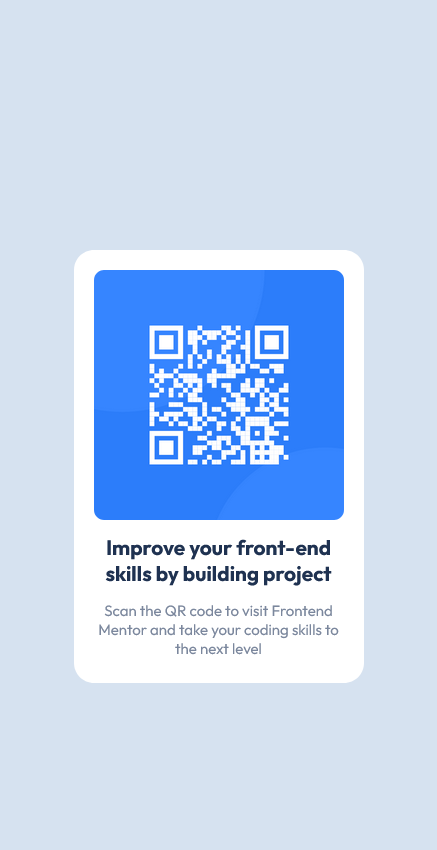 Improve your front-end
skills by building project
Scan the QR code to visit Frontend
Mentor and take your coding skills to
the next level